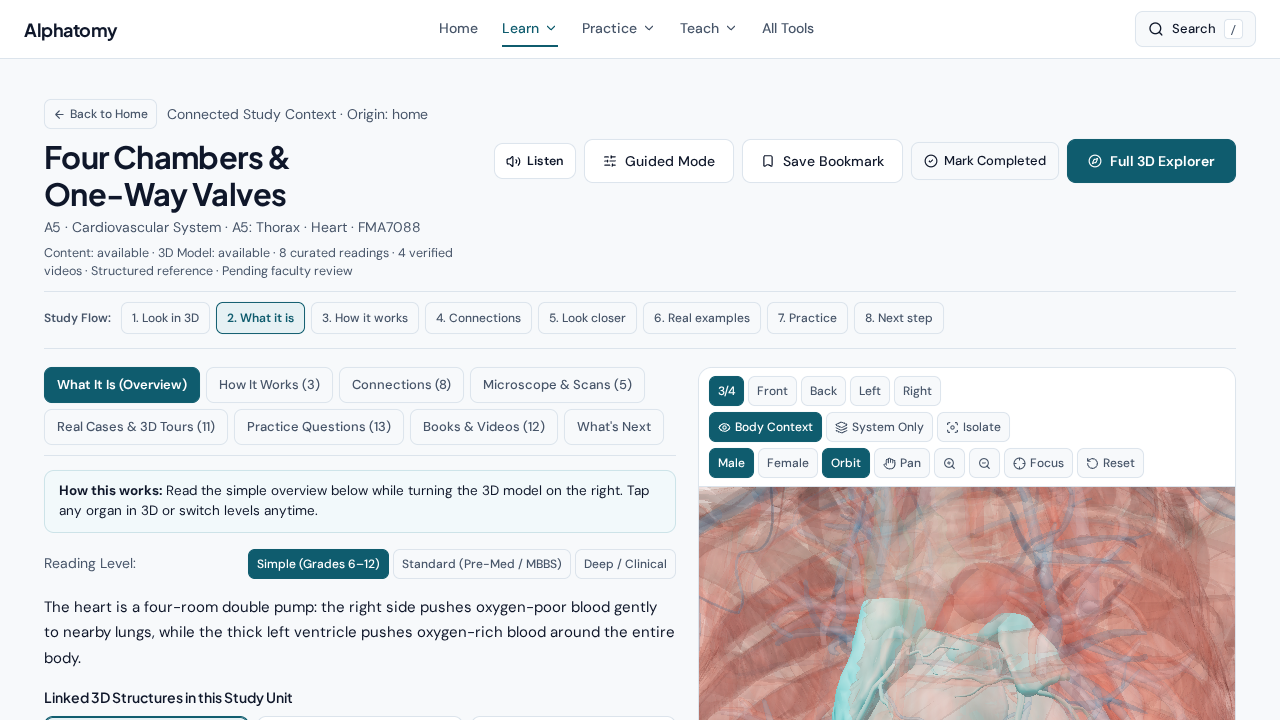 Alphatomy
Home
Learn
Practice
Teach
All Tools
Search /
Back to Home
Connected Study Context · Origin: home
Four Chambers &
One-Way Valves
Listen
Guided Mode
Save Bookmark
Mark Completed
Full 3D Explorer
A5 · Cardiovascular System · A5: Thorax · Heart · FMA7088
Content: available · 3D Model: available · 8 curated readings · 4 verified
videos · Structured reference · Pending faculty review
Study Flow:
1. Look in 3D
2. What it is
3. How it works
4. Connections
5. Look closer
6. Real examples
7. Practice
8. Next step
What It Is (Overview)
How It Works (3)
Connections (8)
Microscope & Scans (5)
Real Cases & 3D Tours (11)
Practice Questions (13)
Books & Videos (12)
What's Next
How this works: Read the simple overview below while turning the 3D model on the right. Tap
any organ in 3D or switch levels anytime.
Reading Level:
Simple (Grades 6–12)
Standard (Pre-Med / MBBS)
Deep / Clinical
The heart is a four-room double pump: the right side pushes oxygen-poor blood gently
to nearby lungs, while the thick left ventricle pushes oxygen-rich blood around the entire
body.
Linked 3D Structures in this Study Unit
3/4
Front
Back
Left
Right
Body Context
System Only
Isolate
Male
Female
Orbit
Pan
Focus
Reset